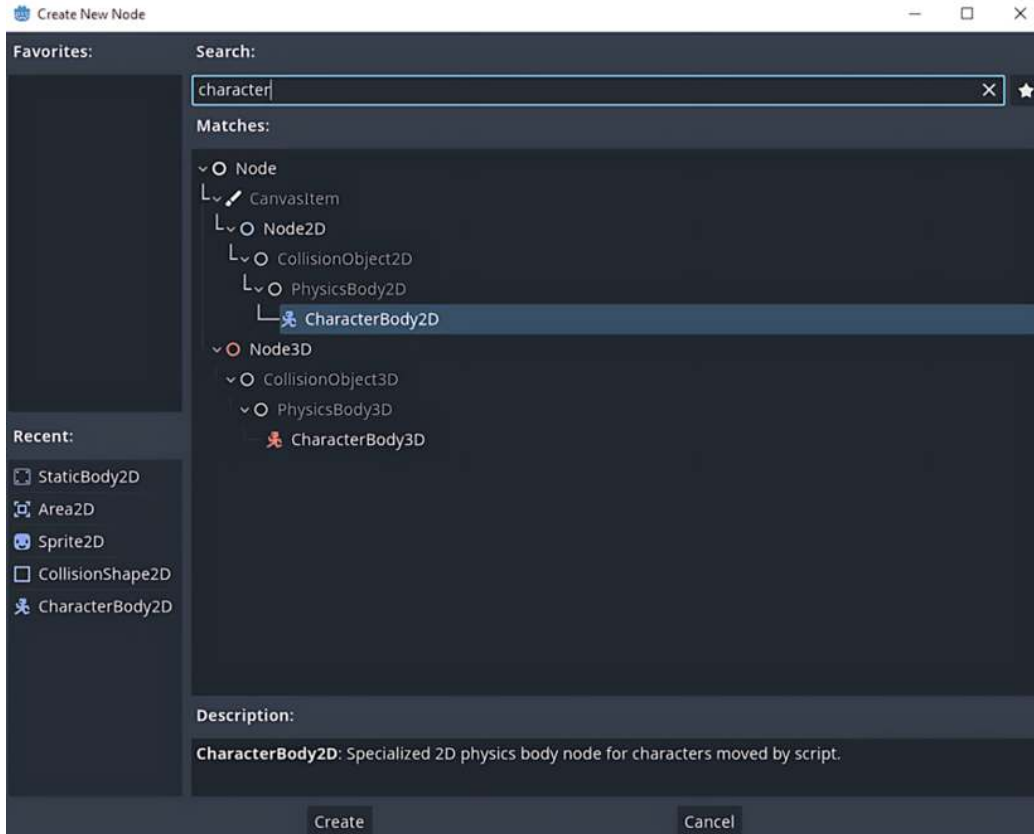 Create New Node
Favorites:
Search:
character
Matches:
Node
CanvasItem
Node2D
CollisionObject2D
PhysicsBody2D
CharacterBody2D
Node3D
CollisionObject3D
PhysicsBody3D
CharacterBody3D
Recent:
StaticBody2D
Area2D
Sprite2D
CollisionShape2D
CharacterBody2D
Description:
CharacterBody2D: Specialized 2D physics body node for characters moved by script.
Create
Cancel